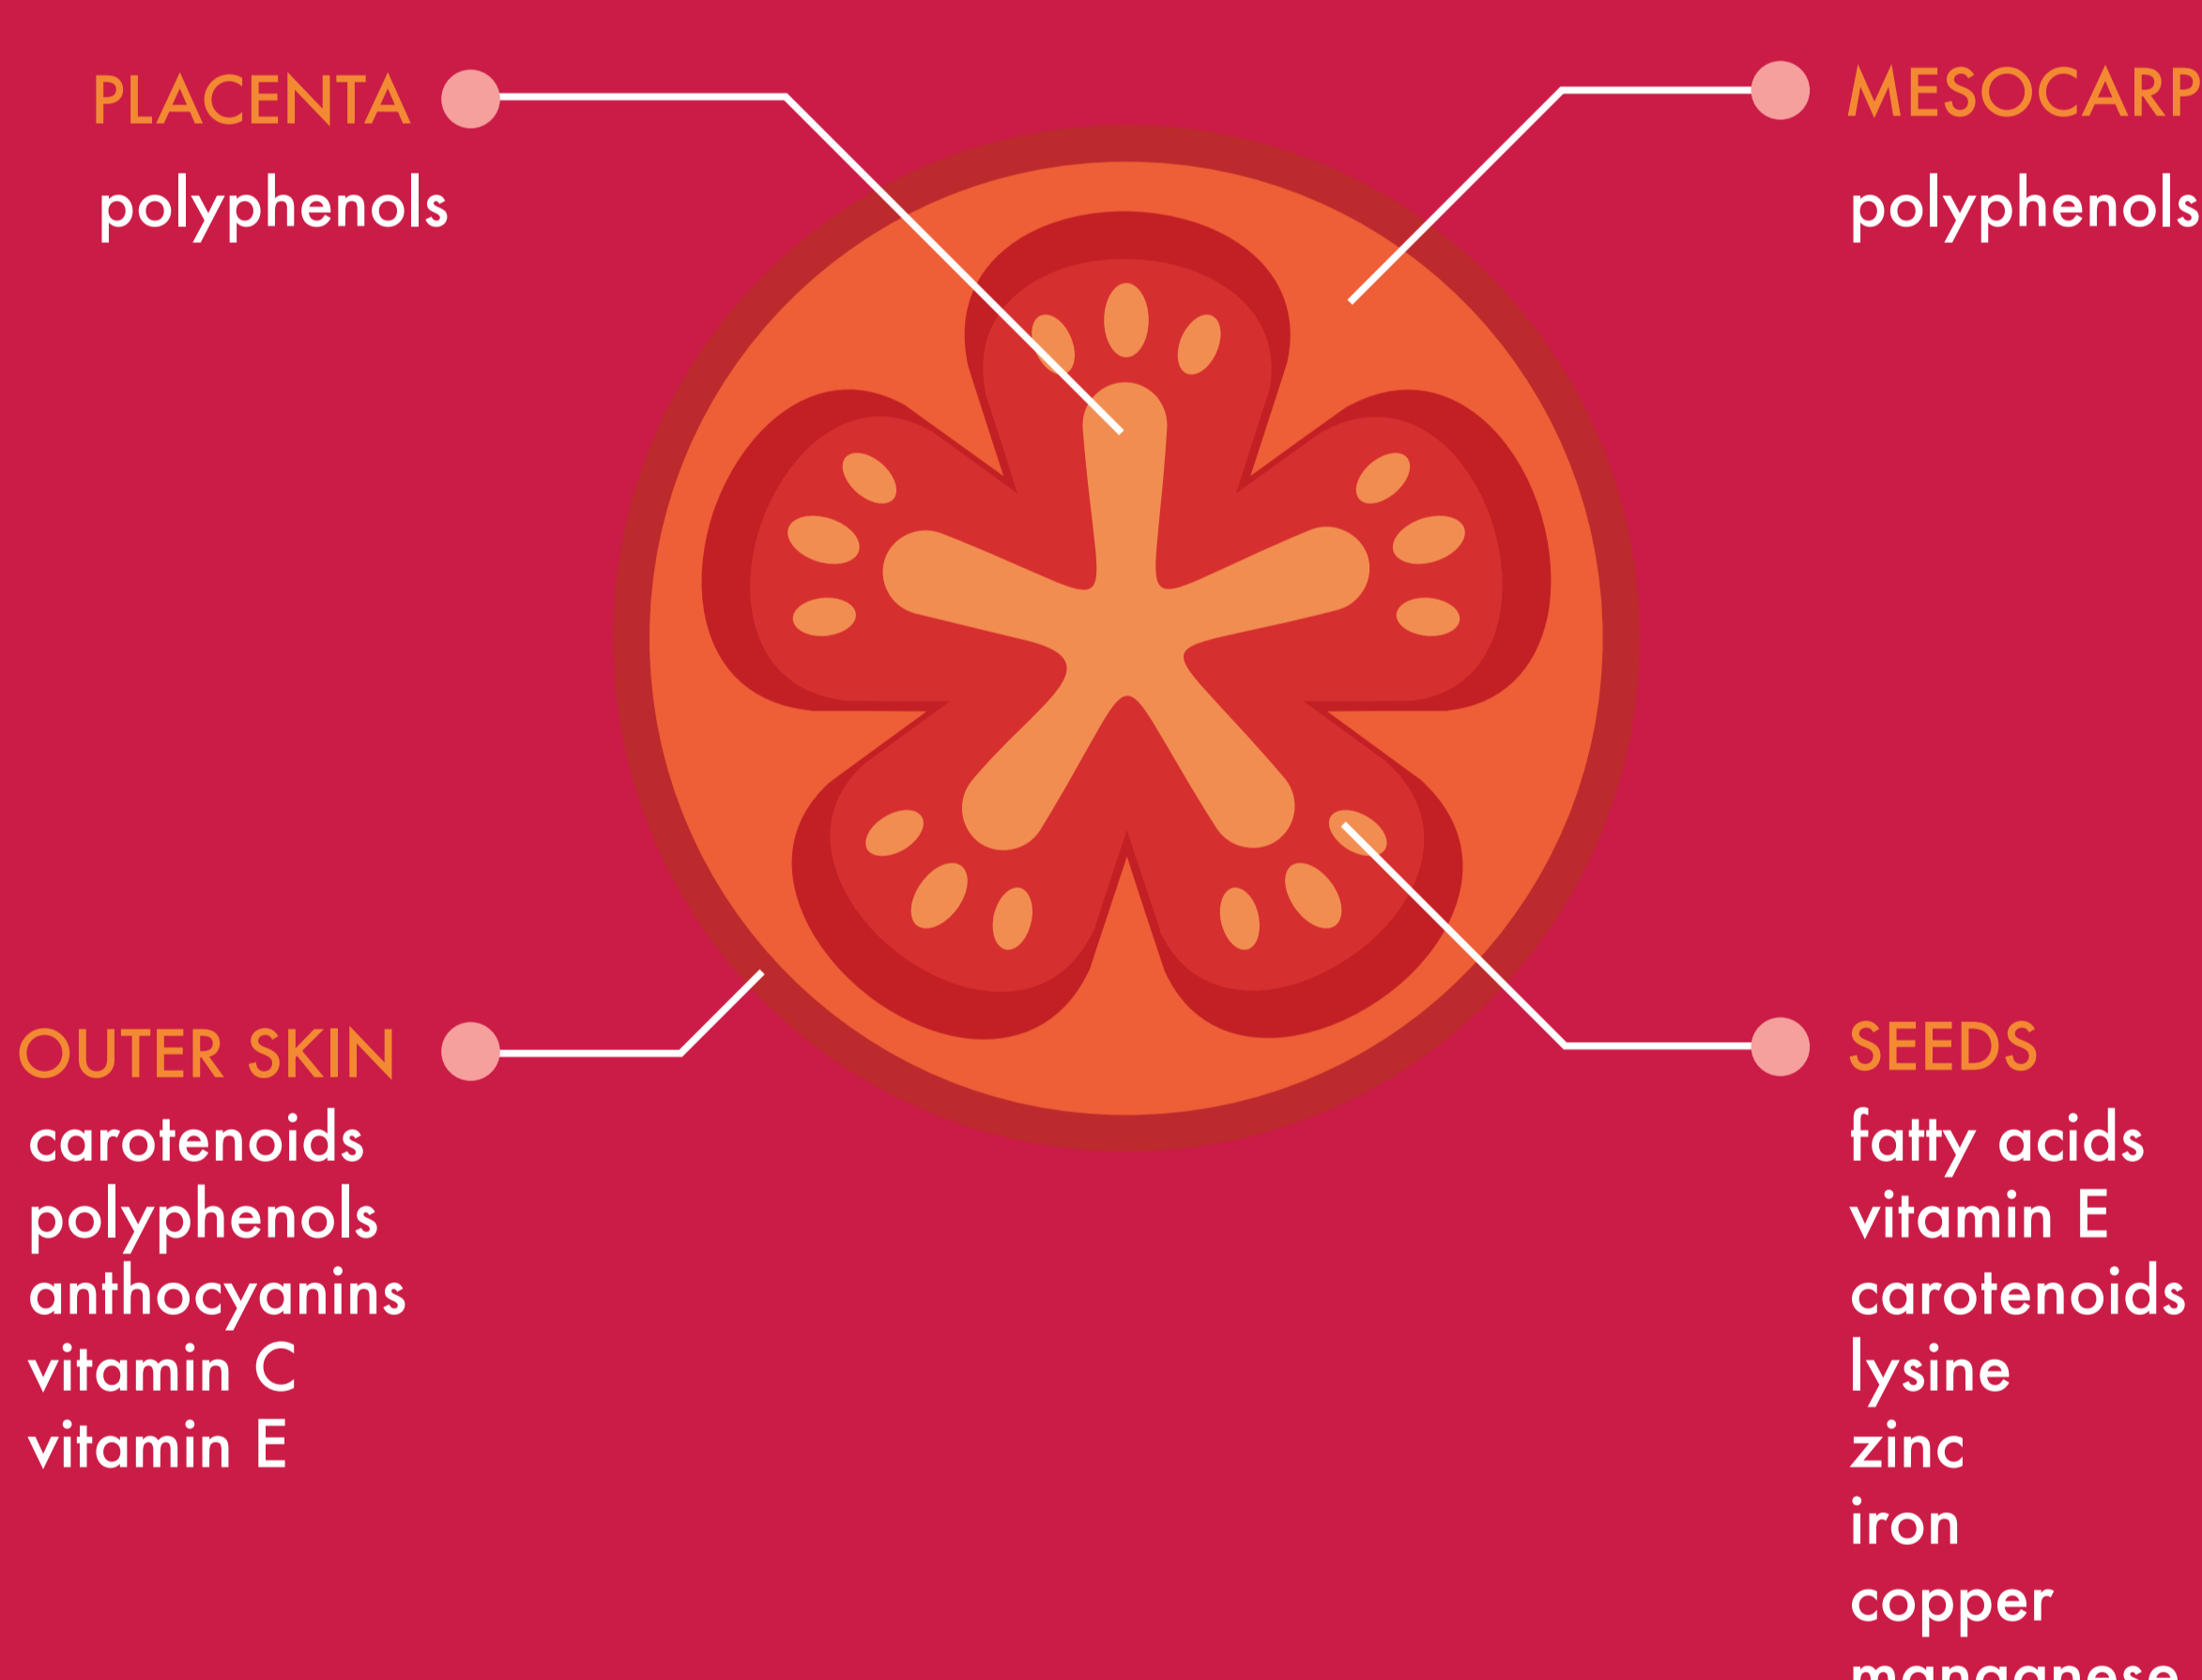 PLACENTA
polyphenols
MESOCARP
polyphenols
OUTER SKIN
carotenoids
polyphenols
anthocyanins
vitamin C
vitamin E
SEEDS
fatty acids
vitamin E
carotenoids
lysine
zinc
iron
copper
manganese